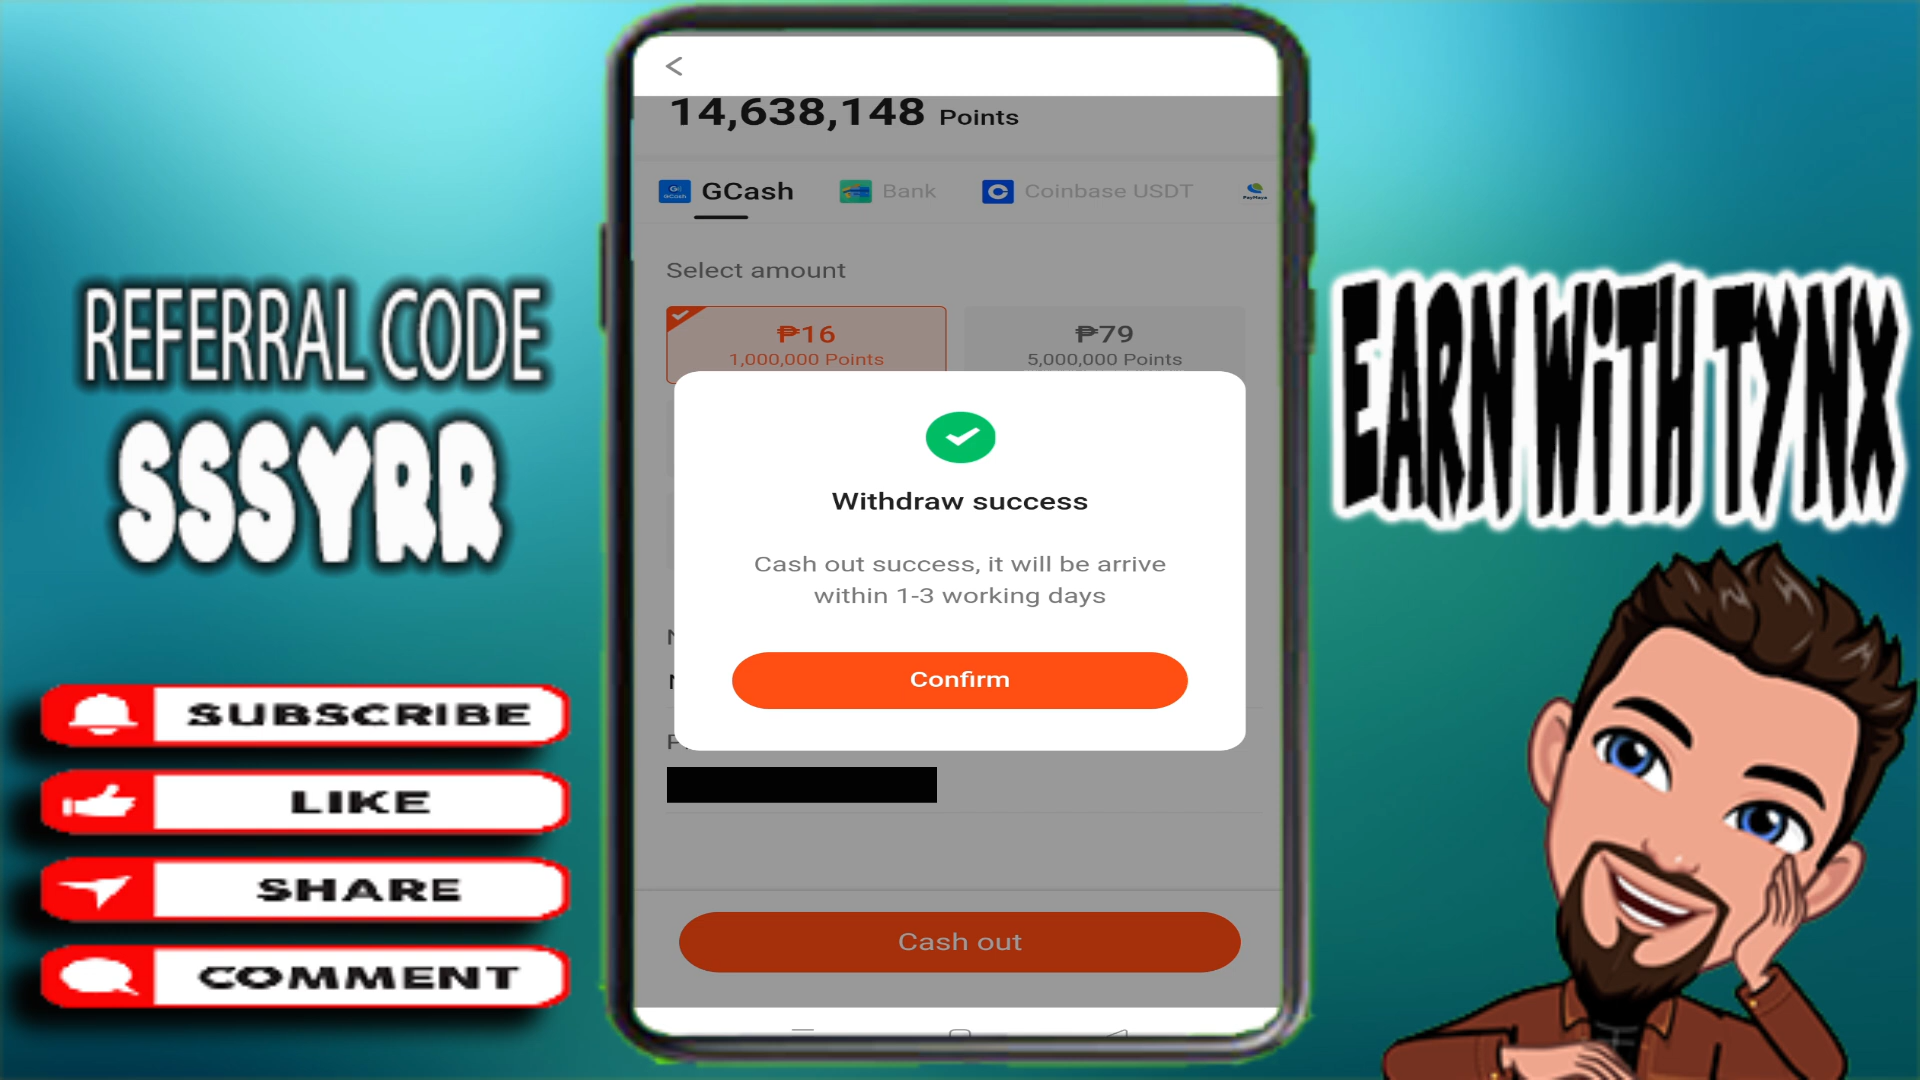 14,638,148 Points
GCash Bank Coinbase USDT PayMaya
Select amount
₱16 ₱79
1,000,000 Points 5,000,000 Points
Withdraw success
Cash out success, it will be arrive
within 1-3 working days
Confirm
Cash out
REFERRAL CODE
SSSYRR
SUBSCRIBE
LIKE
SHARE
COMMENT
EARN WiTH TYNX